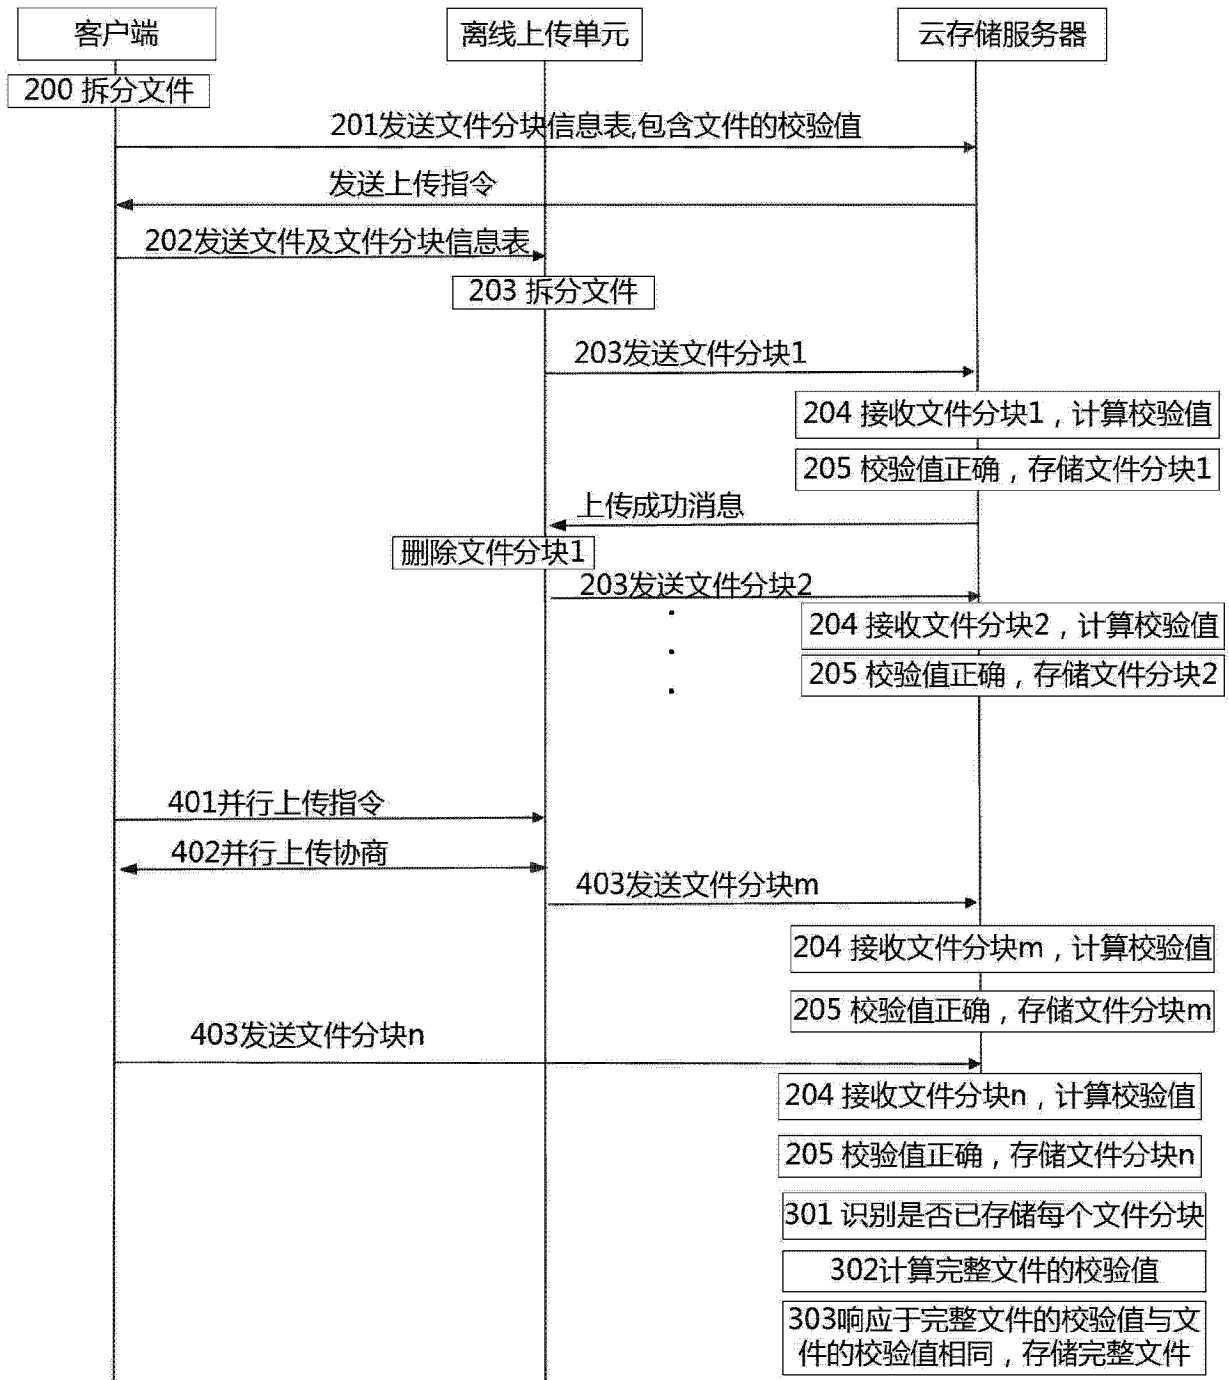 客户端
离线上传单元
云存储服务器
200 拆分文件
201发送文件分块信息表,包含文件的校验值
发送上传指令
202发送文件及文件分块信息表
203 拆分文件
203发送文件分块1
204 接收文件分块1，计算校验值
205 校验值正确，存储文件分块1
上传成功消息
删除文件分块1
203发送文件分块2
204 接收文件分块2，计算校验值
205 校验值正确，存储文件分块2
401并行上传指令
402并行上传协商
403发送文件分块m
204 接收文件分块m，计算校验值
205 校验值正确，存储文件分块m
403发送文件分块n
204 接收文件分块n，计算校验值
205 校验值正确，存储文件分块n
301 识别是否已存储每个文件分块
302计算完整文件的校验值
303响应于完整文件的校验值与文
件的校验值相同，存储完整文件